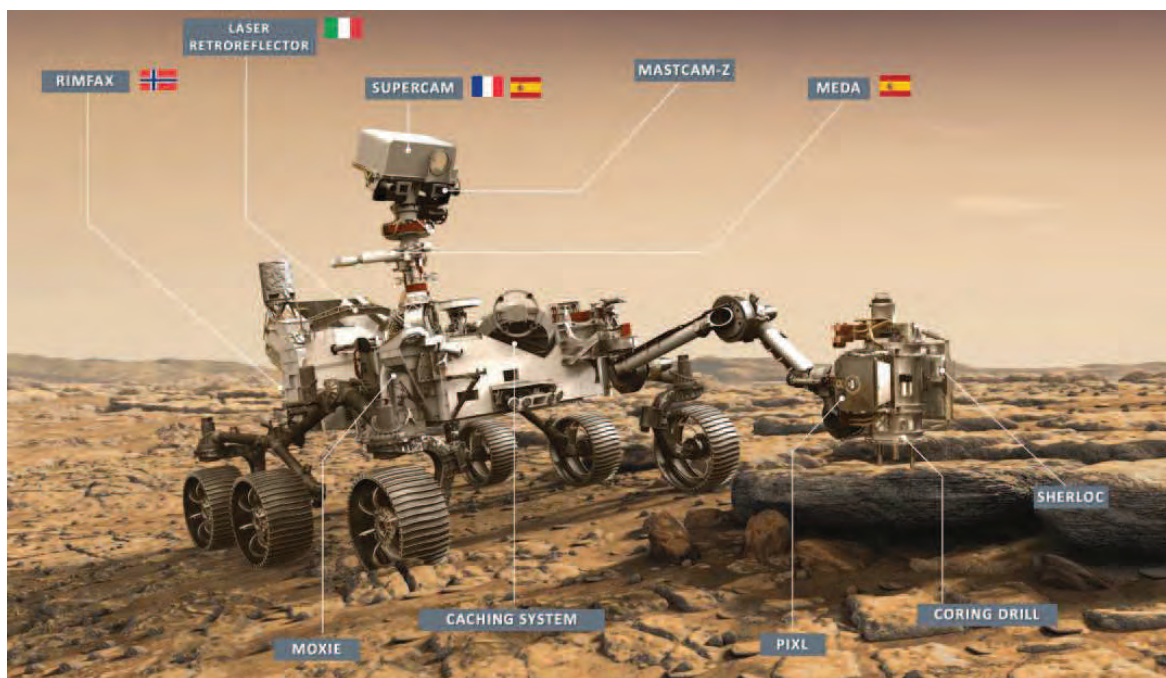 LASER
RETROREFLECTOR
RIMFAX
SUPERCAM
MASTCAM-Z
MEDA
SHERLOC
CACHING SYSTEM
CORING DRILL
MOXIE
PIXL